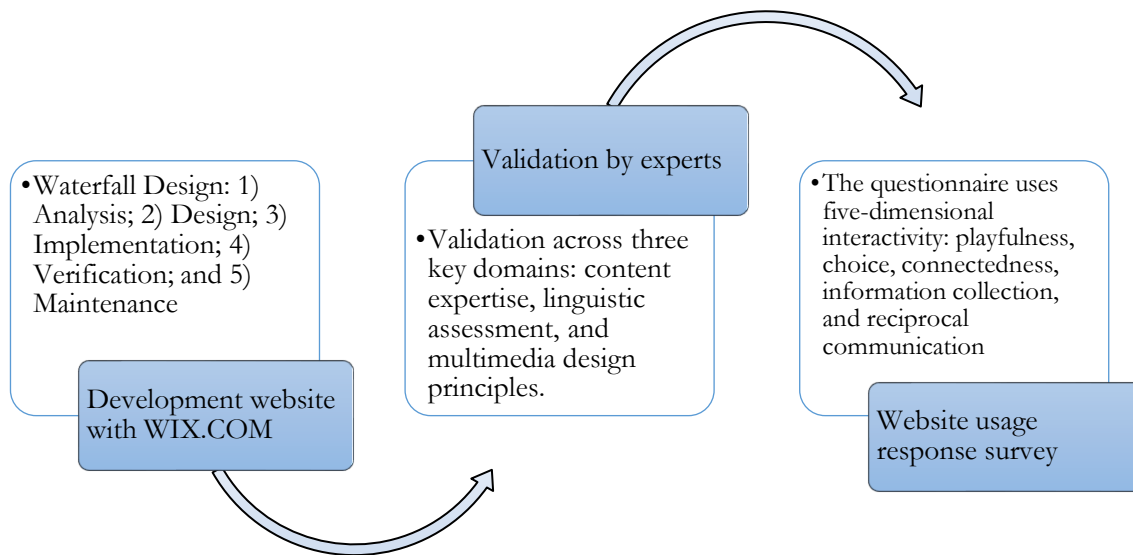 •Waterfall Design: 1)
Analysis; 2) Design; 3)
Implementation; 4)
Verification; and 5)
Maintenance
Development website
with WIX.COM
Validation by experts
•Validation across three
key domains: content
expertise, linguistic
assessment, and
multimedia design
principles.
•The questionnaire uses
five-dimensional
interactivity: playfulness,
choice, connectedness,
information collection,
and reciprocal
communication
Website usage
response survey